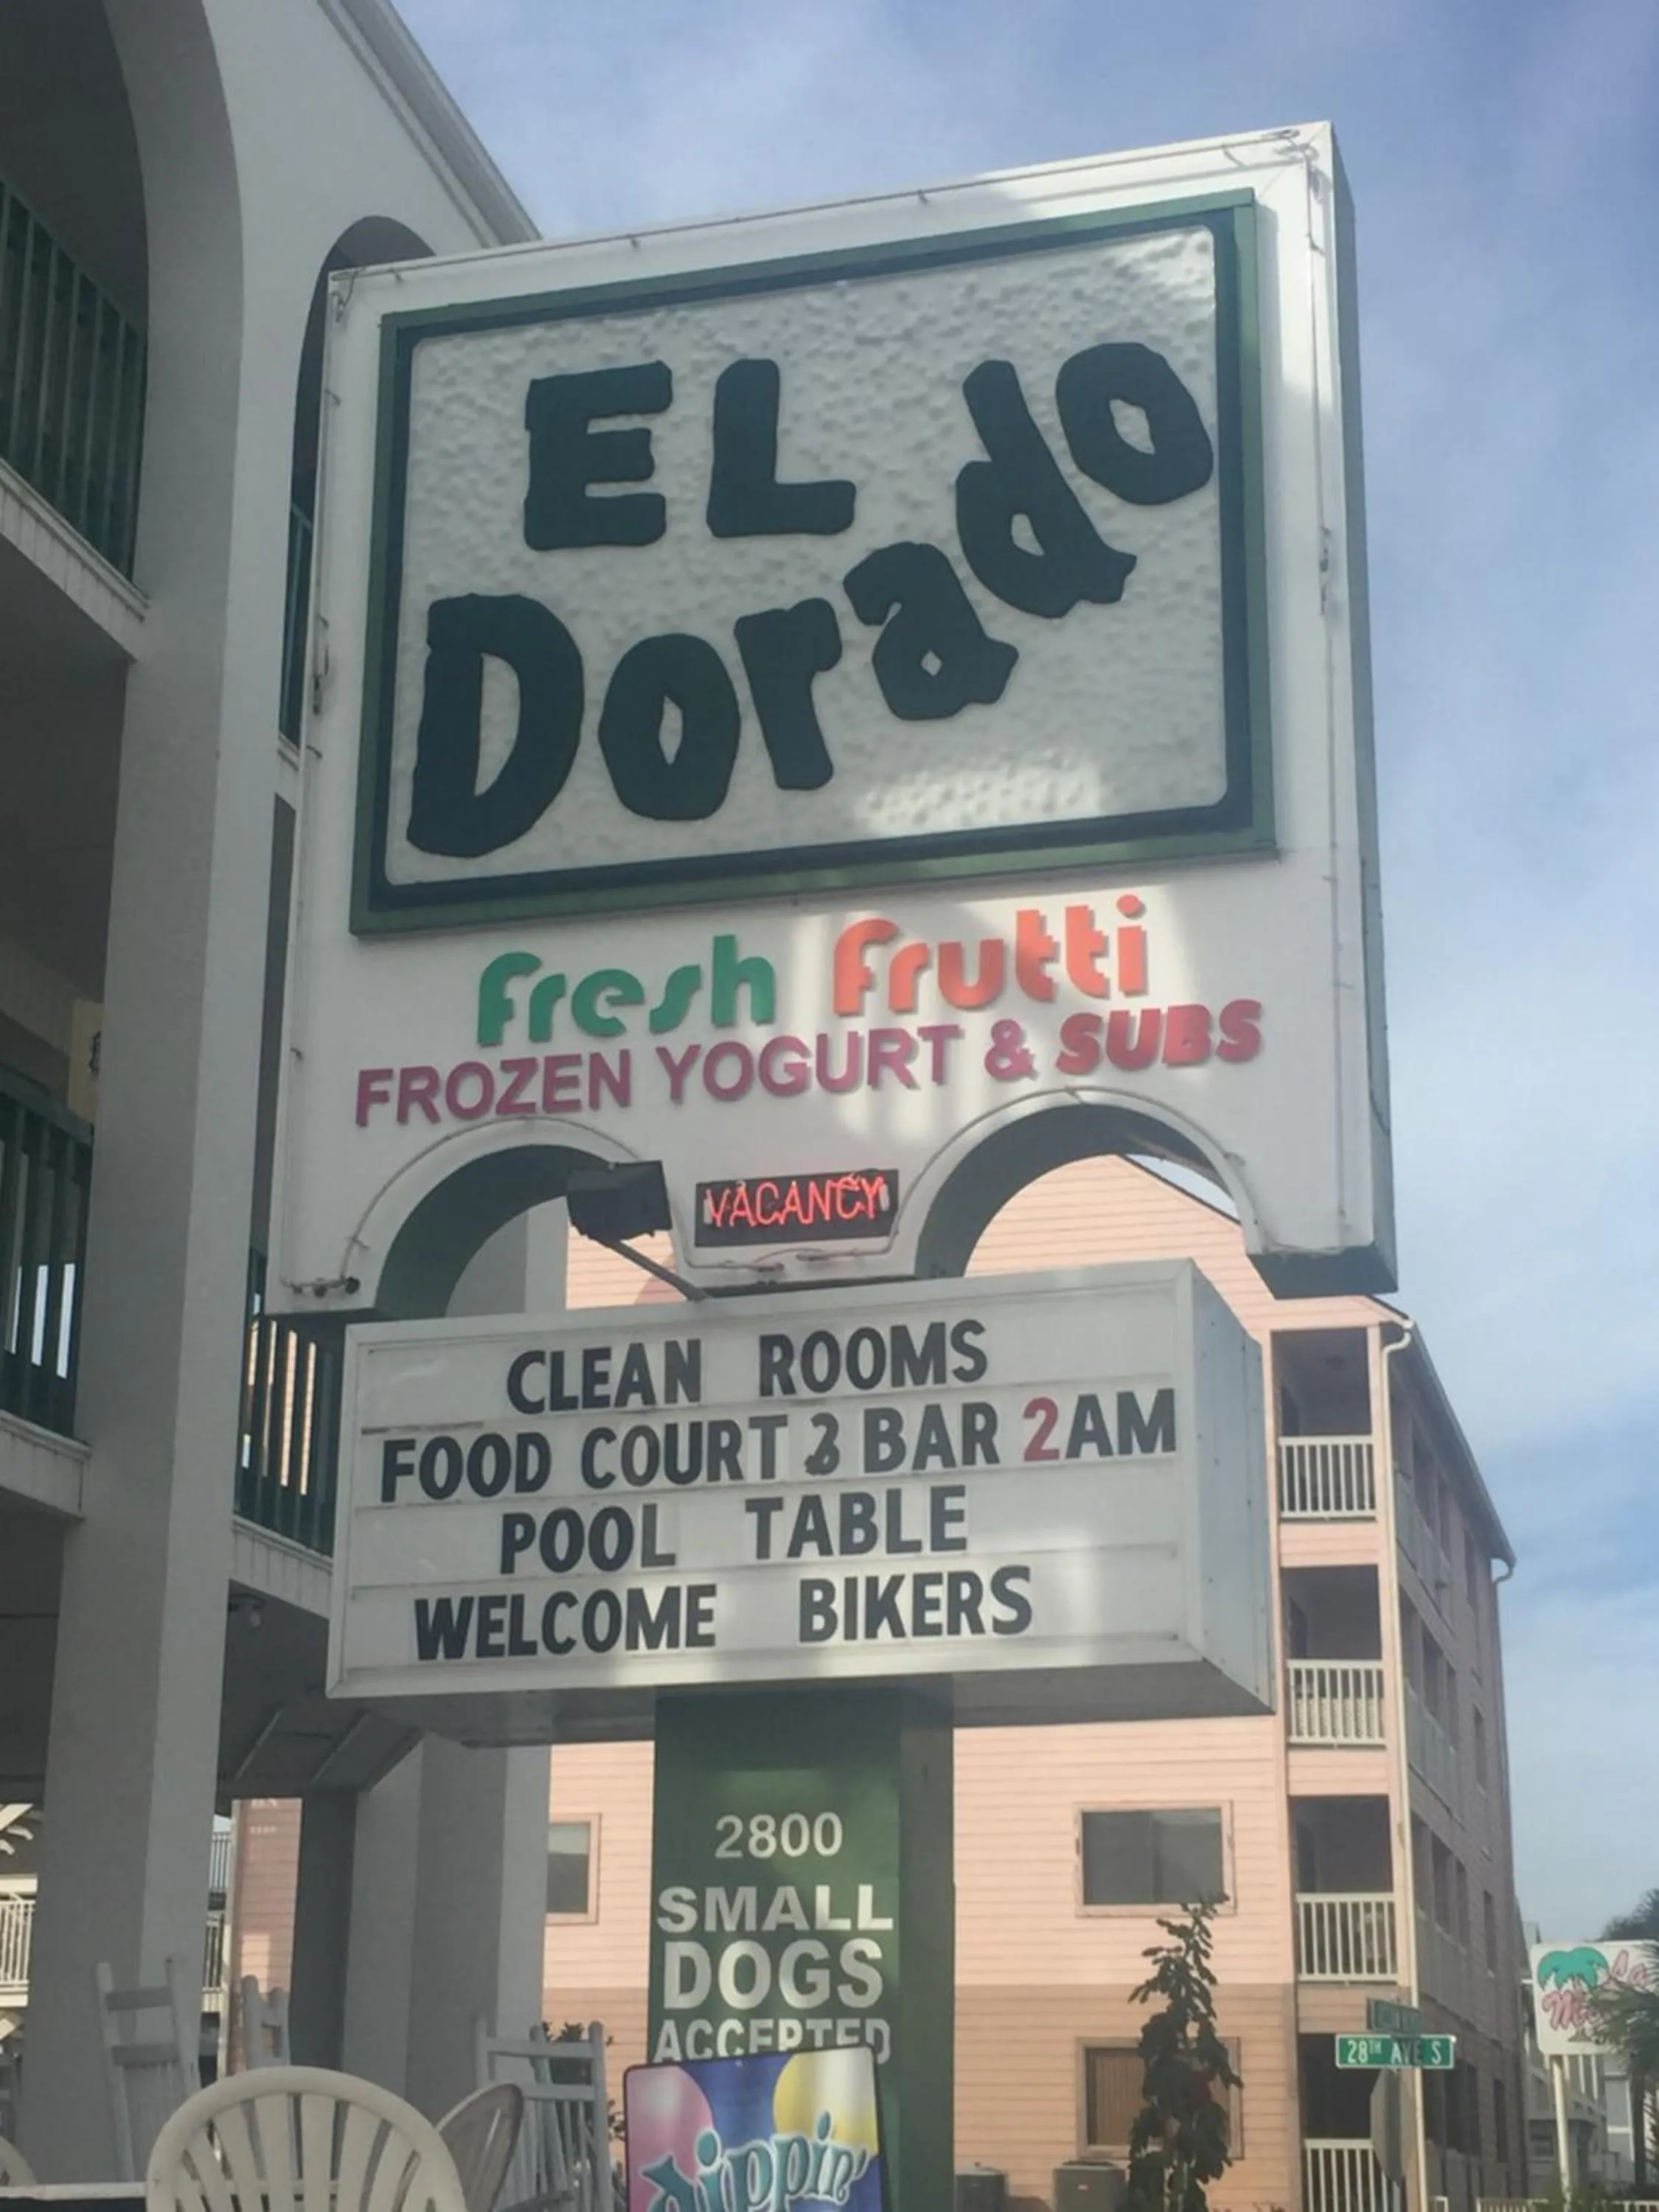 EL
Dorado
Fresh Frutti
FROZEN YOGURT & SUBS
VACANCY
CLEAN ROOMS
FOOD COURT & BAR 2AM
POOL TABLE
WELCOME BIKERS
2800
SMALL
DOGS
ACCEPTED
dippin'
28TH AVE S